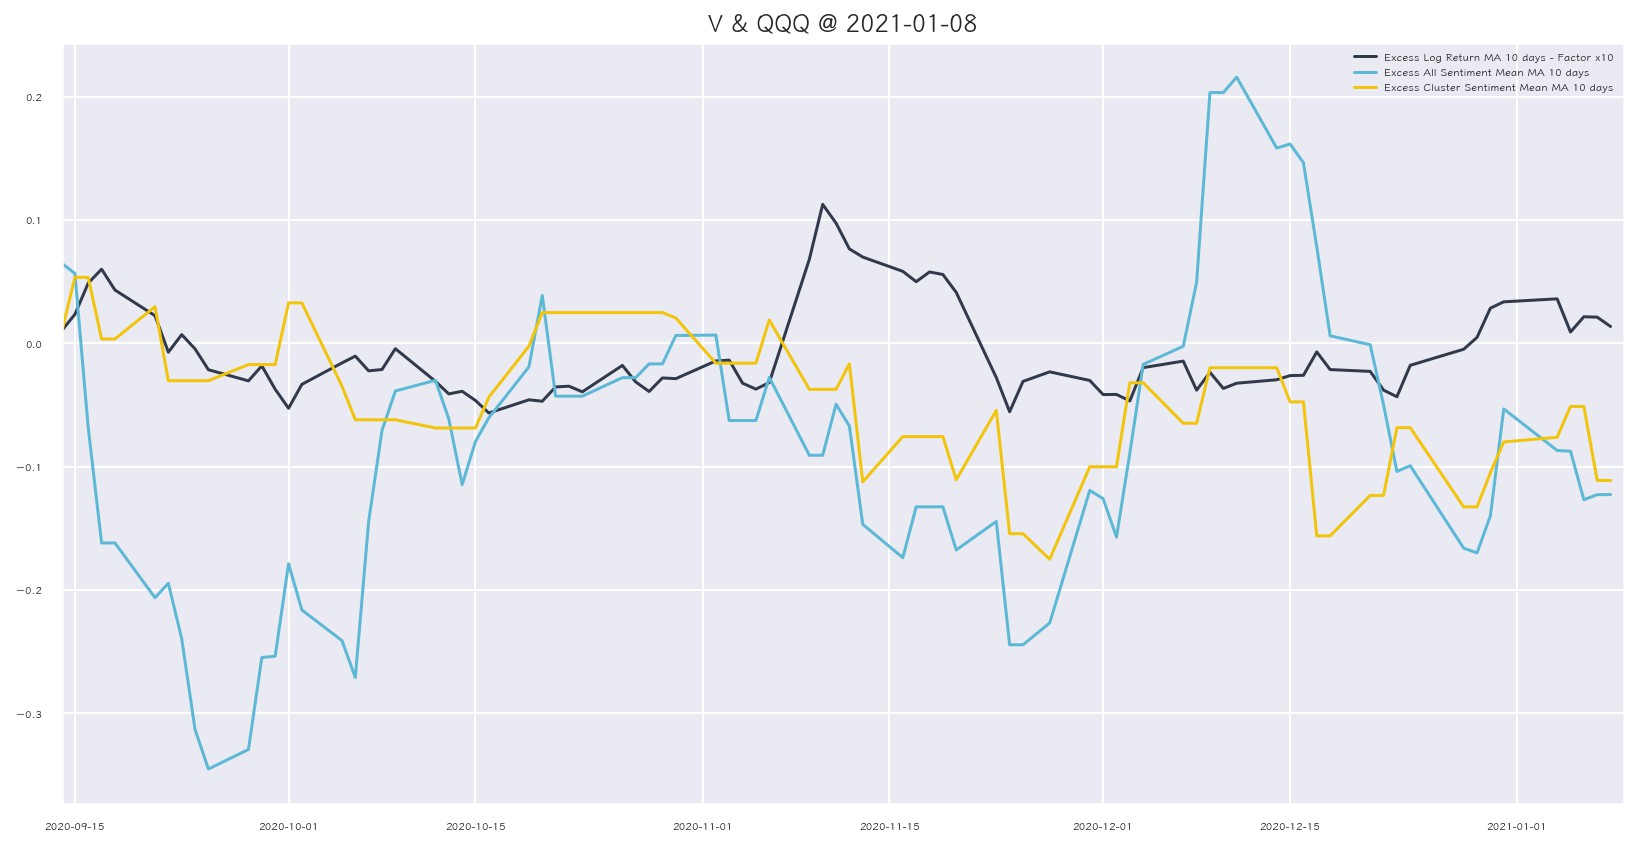 V & QQQ @ 2021-01-08
Excess Log Return MA 10 days - Factor x10
Excess All Sentiment Mean MA 10 days
Excess Cluster Sentiment Mean MA 10 days
0.2
0.1
0.0
−0.1
−0.2
−0.3
2020-09-15 2020-10-01 2020-10-15 2020-11-01 2020-11-15 2020-12-01 2020-12-15 2021-01-01